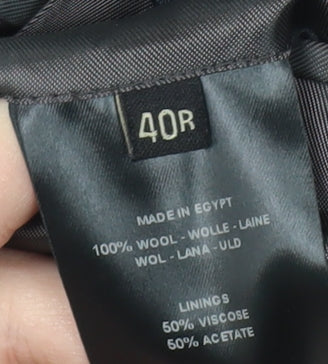 40R
MADE IN EGYPT
100% WOOL - WOLLE - LAINE
WOL - LANA - ULD
LININGS
50% VISCOSE
50% ACETATE